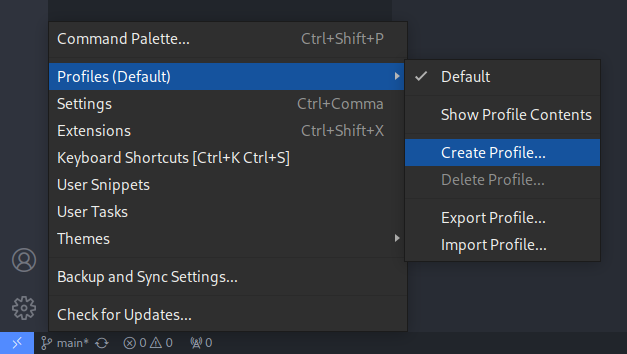 Command Palette... Ctrl+Shift+P
Profiles (Default)
Settings Ctrl+Comma
Extensions Ctrl+Shift+X
Keyboard Shortcuts [Ctrl+K Ctrl+S]
User Snippets
User Tasks
Themes
Backup and Sync Settings...
Check for Updates...
Default
Show Profile Contents
Create Profile...
Delete Profile...
Export Profile...
Import Profile...
main* 0 0 0